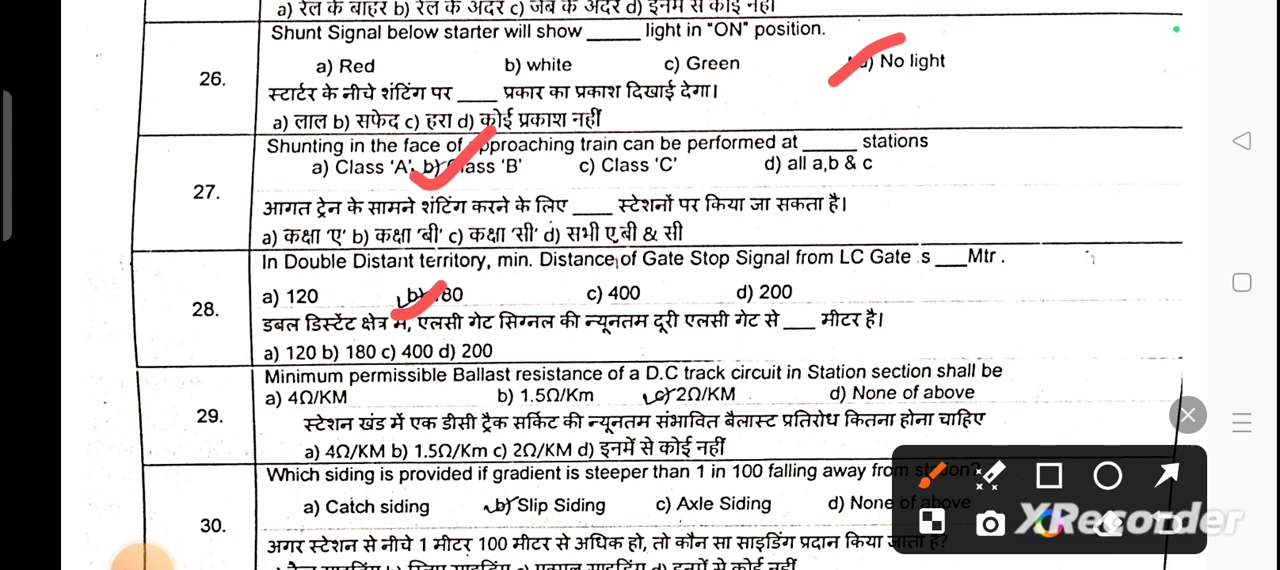 a) रेल के बाहर b) रेल के अंदर c) जब के अंदर d) इनमें से कोई नहीं
Shunt Signal below starter will show _____ light in "ON" position.
26.
a) Red b) white c) Green d) No light
स्टार्टर के नीचे शंटिंग पर ____ प्रकार का प्रकाश दिखाई देगा।
a) लाल b) सफेद c) हरा d) कोई प्रकाश नहीं
Shunting in the face of approaching train can be performed at _____ stations
27.
a) Class 'A' b) Class 'B' c) Class 'C' d) all a,b & c
आगत ट्रेन के सामने शंटिंग करने के लिए ____ स्टेशनों पर किया जा सकता है।
a) कक्षा 'ए' b) कक्षा 'बी' c) कक्षा 'सी' d) सभी ए,बी & सी
In Double Distant territory, min. Distance of Gate Stop Signal from LC Gate .s ___Mtr .
28.
a) 120 b) 180 c) 400 d) 200
डबल डिस्टेंट क्षेत्र में, एलसी गेट सिग्नल की न्यूनतम दूरी एलसी गेट से ____ मीटर है।
a) 120 b) 180 c) 400 d) 200
Minimum permissible Ballast resistance of a D.C track circuit in Station section shall be
29.
a) 4Ω/KM b) 1.5Ω/Km c) 2Ω/KM d) None of above
स्टेशन खंड में एक डीसी ट्रैक सर्किट की न्यूनतम संभावित बैलास्ट प्रतिरोध कितना होना चाहिए
a) 4Ω/KM b) 1.5Ω/Km c) 2Ω/KM d) इनमें से कोई नहीं
Which siding is provided if gradient is steeper than 1 in 100 falling away from station?
30.
a) Catch siding b) Slip Siding c) Axle Siding d) None of above
XRecorder
अगर स्टेशन से नीचे 1 मीटर 100 मीटर से अधिक हो, तो कौन सा साइडिंग प्रदान किया जाता है?